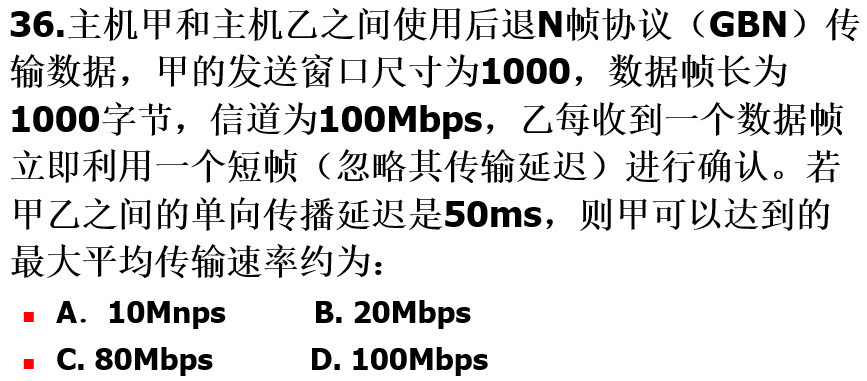 36.主机甲和主机乙之间使用后退N帧协议（GBN）传
输数据，甲的发送窗口尺寸为1000，数据帧长为
1000字节，信道为100Mbps，乙每收到一个数据帧
立即利用一个短帧（忽略其传输延迟）进行确认。若
甲乙之间的单向传播延迟是50ms，则甲可以达到的
最大平均传输速率约为：
A．10Mnps B. 20Mbps
C. 80Mbps D. 100Mbps